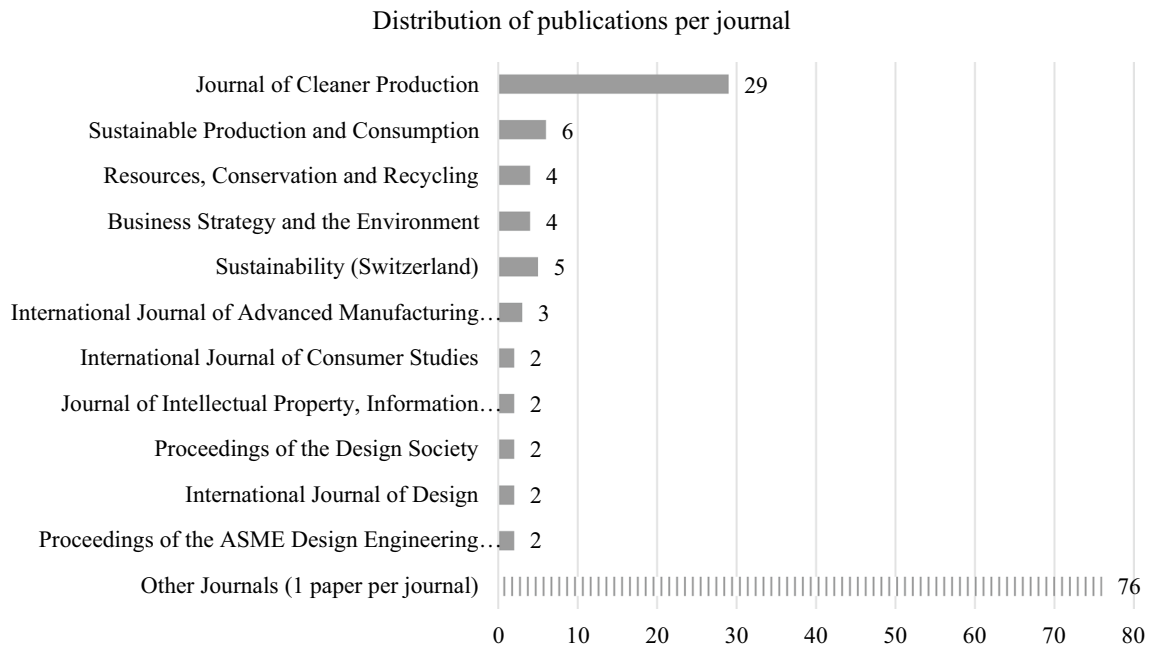 Distribution of publications per journal
Journal of Cleaner Production 29
Sustainable Production and Consumption 6
Resources, Conservation and Recycling 4
Business Strategy and the Environment 4
Sustainability (Switzerland) 5
International Journal of Advanced Manufacturing… 3
International Journal of Consumer Studies 2
Journal of Intellectual Property, Information… 2
Proceedings of the Design Society 2
International Journal of Design 2
Proceedings of the ASME Design Engineering… 2
Other Journals (1 paper per journal) 76
0 10 20 30 40 50 60 70 80